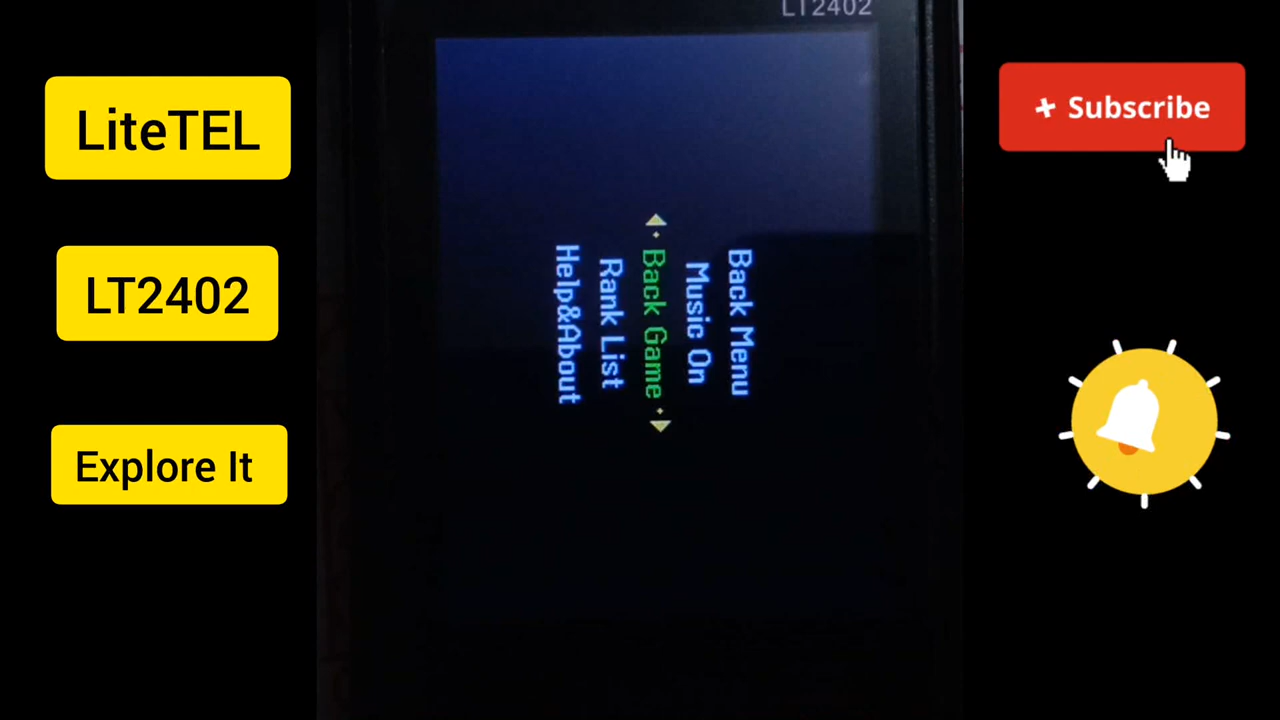 LT2402
LiteTEL
LT2402
Explore It
Back Menu
Music On
Back Game
Rank List
Help&About
+ Subscribe